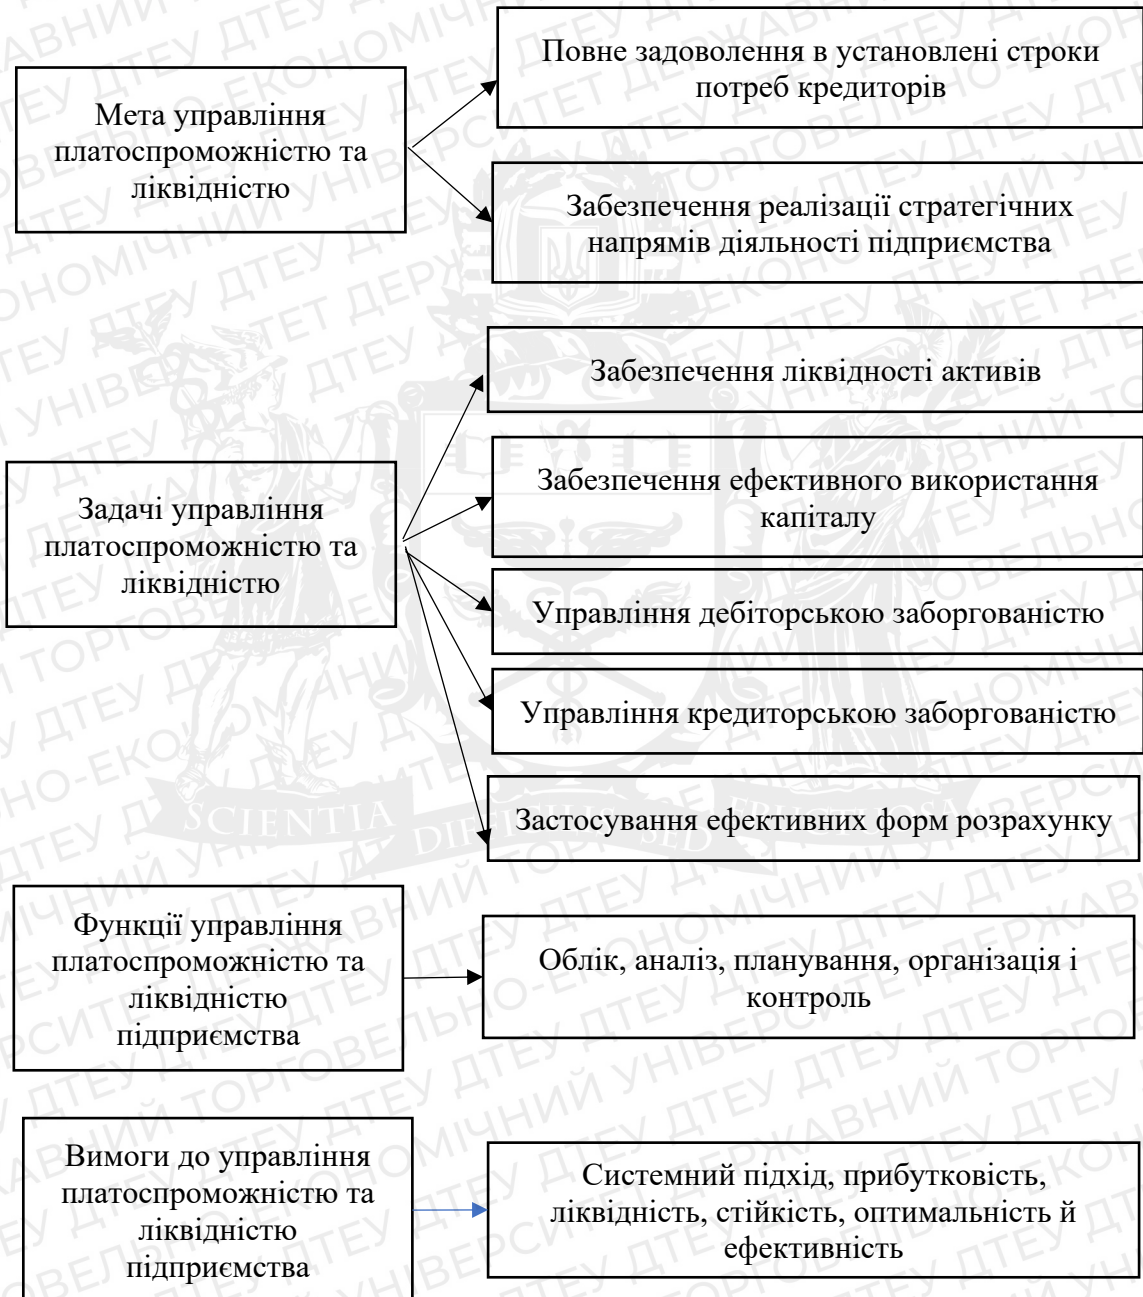 Мета управління
платоспроможністю та
ліквідністю
Повне задоволення в установлені строки
потреб кредиторів
Забезпечення реалізації стратегічних
напрямів діяльності підприємства
Задачі управління
платоспроможністю та
ліквідністю
Забезпечення ліквідності активів
Забезпечення ефективного використання
капіталу
Управління дебіторською заборгованістю
Управління кредиторською заборгованістю
Застосування ефективних форм розрахунку
Функції управління
платоспроможністю та
ліквідністю
підприємства
Облік, аналіз, планування, організація і
контроль
Вимоги до управління
платоспроможністю та
ліквідністю
підприємства
Системний підхід, прибутковість,
ліквідність, стійкість, оптимальність й
ефективність
SCIENTIA